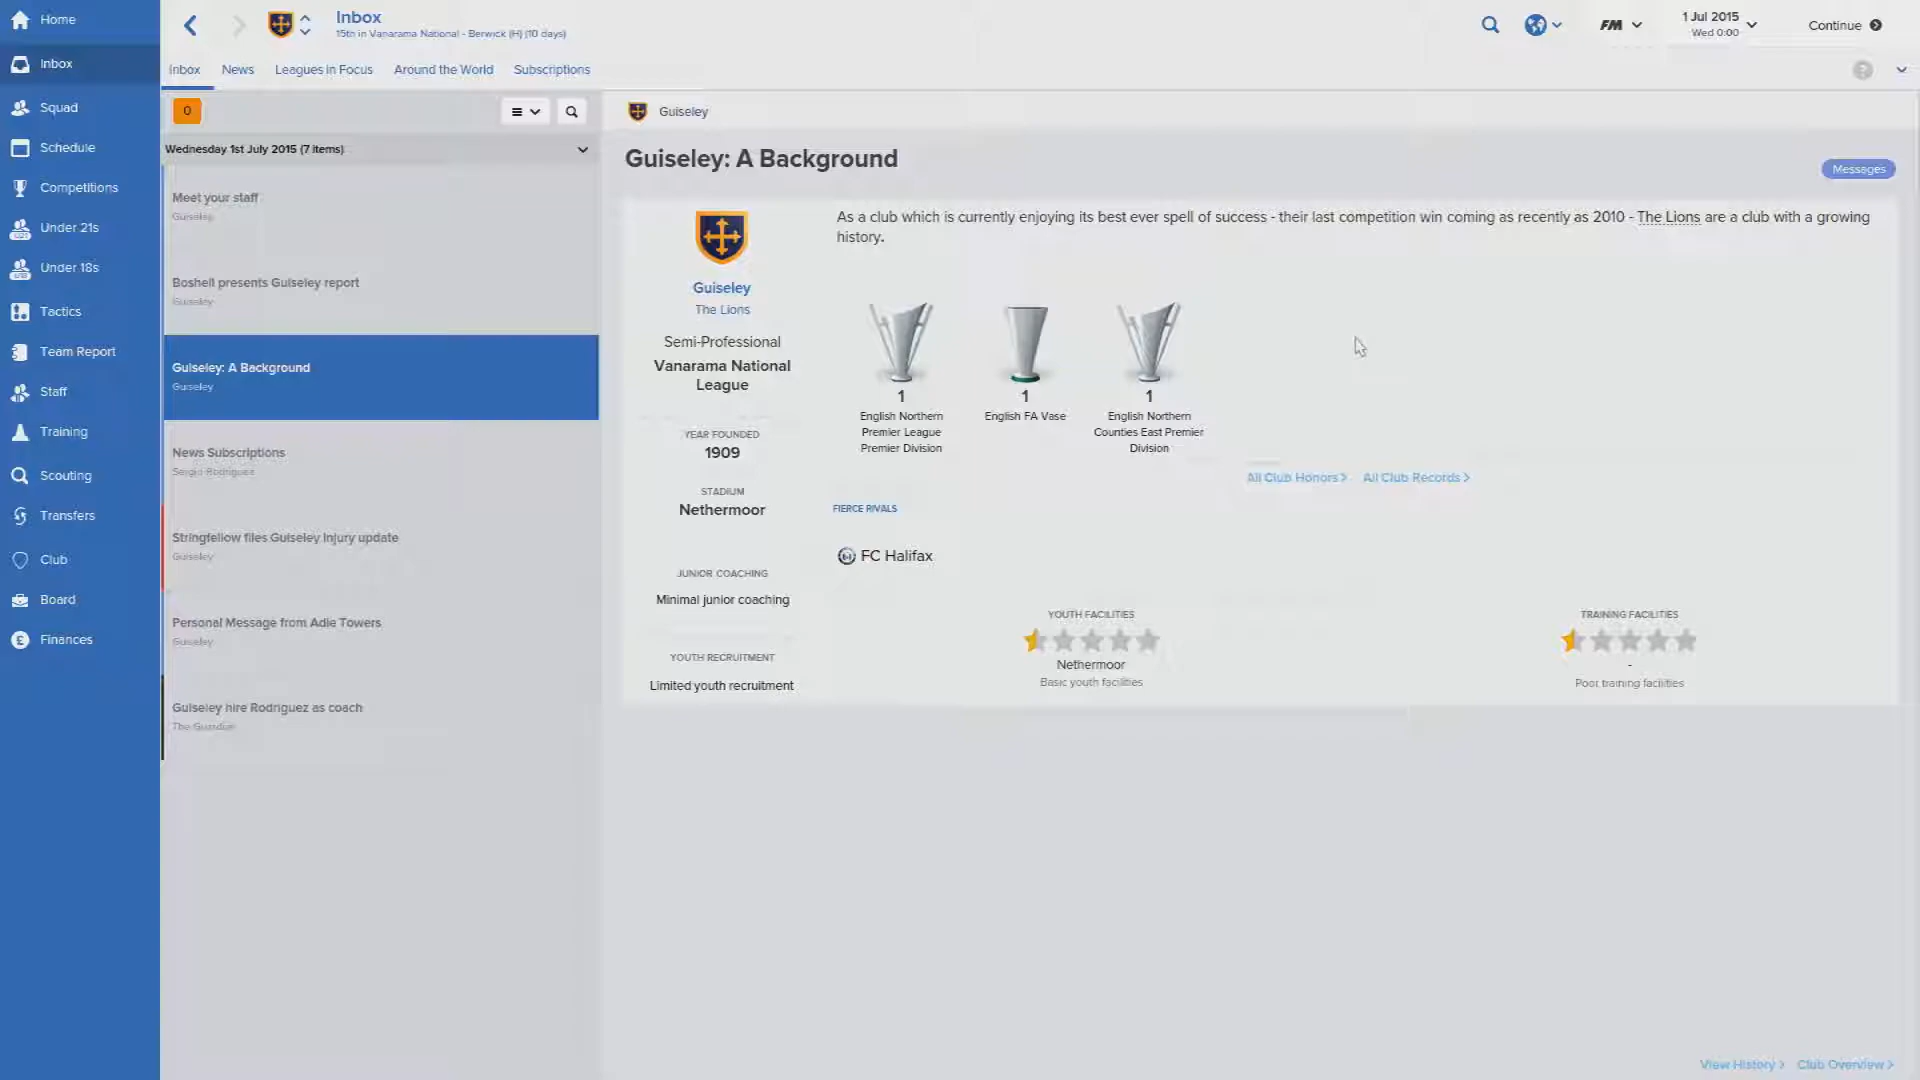 Home
Inbox
Squad
Schedule
Competitions
Under 21s
Under 18s
Tactics
Team Report
Staff
Training
Scouting
Transfers
Club
Board
Finances
Inbox
15th in Vanarama National - Berwick (H) (10 days)
FM
1 Jul 2015
Wed 0:00
Continue
Inbox News Leagues in Focus Around the World Subscriptions
0
Wednesday 1st July 2015 (7 Items)
Meet your staff
Guiseley
Boshell presents Guiseley report
Guiseley
Guiseley: A Background
Guiseley
News Subscriptions
Sergio Rodriguez
Stringfellow files Guiseley Injury update
Guiseley
Personal Message from Adie Towers
Guiseley
Guiseley hire Rodriguez as coach
The Guardian
Guiseley
Guiseley: A Background
Messages
Guiseley
The Lions
Semi-Professional
Vanarama National
League
YEAR FOUNDED
1909
STADIUM
Nethermoor
JUNIOR COACHING
Minimal junior coaching
YOUTH RECRUITMENT
Limited youth recruitment
As a club which is currently enjoying its best ever spell of success - their last competition win coming as recently as 2010 - The Lions are a club with a growing
history.
1
English Northern
Premier League
Premier Division
1
English FA Vase
1
English Northern
Counties East Premier
Division
All Club Honors > All Club Records >
FIERCE RIVALS
FC Halifax
YOUTH FACILITIES
Nethermoor
Basic youth facilities
TRAINING FACILITIES
-
Poor training facilities
View History > Club Overview >